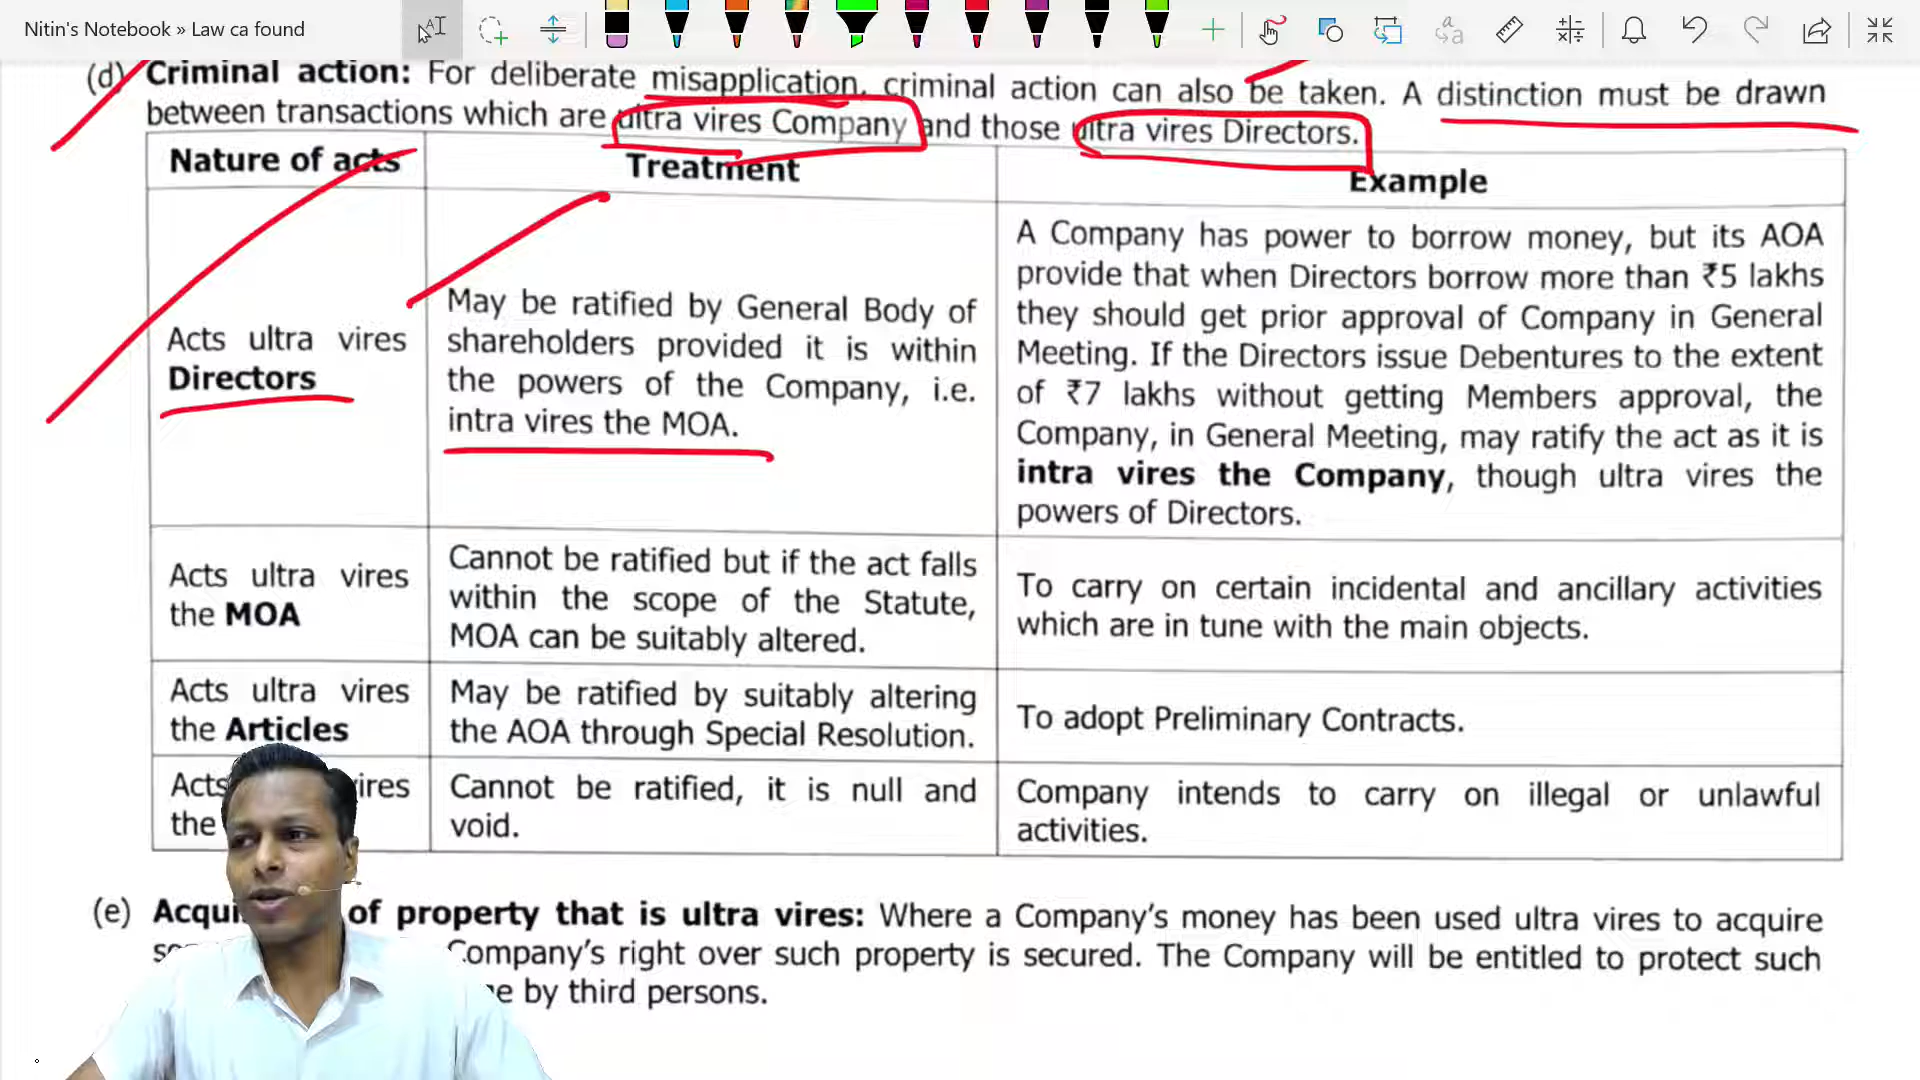 Nitin's Notebook » Law ca found
(d) Criminal action: For deliberate misapplication, criminal action can also be taken. A distinction must be drawn
between transactions which are ultra vires Company and those ultra vires Directors.
Nature of acts Treatment Example
Acts ultra vires
Directors
May be ratified by General Body of
shareholders provided it is within
the powers of the Company, i.e.
intra vires the MOA.
A Company has power to borrow money, but its AOA
provide that when Directors borrow more than ₹5 lakhs
they should get prior approval of Company in General
Meeting. If the Directors issue Debentures to the extent
of ₹7 lakhs without getting Members approval, the
Company, in General Meeting, may ratify the act as it is
intra vires the Company, though ultra vires the
powers of Directors.
Acts ultra vires
the MOA
Cannot be ratified but if the act falls
within the scope of the Statute,
MOA can be suitably altered.
To carry on certain incidental and ancillary activities
which are in tune with the main objects.
Acts ultra vires
the Articles
May be ratified by suitably altering
the AOA through Special Resolution.
To adopt Preliminary Contracts.
Acts
the
Cannot be ratified, it is null and
void.
Company intends to carry on illegal or unlawful
activities.
(e) of property that is ultra vires: Where a Company's money has been used ultra vires to acquire
Company's right over such property is secured. The Company will be entitled to protect such
by third persons.